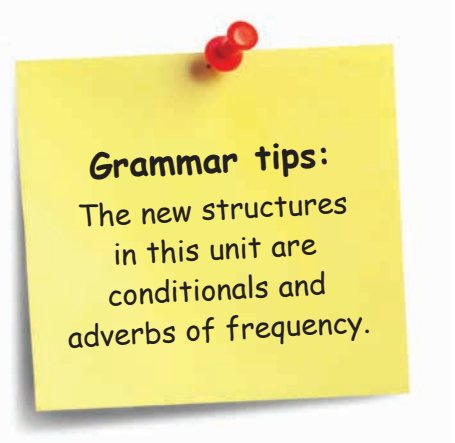 Grammar tips:
The new structures
in this unit are
conditionals and
adverbs of frequency.